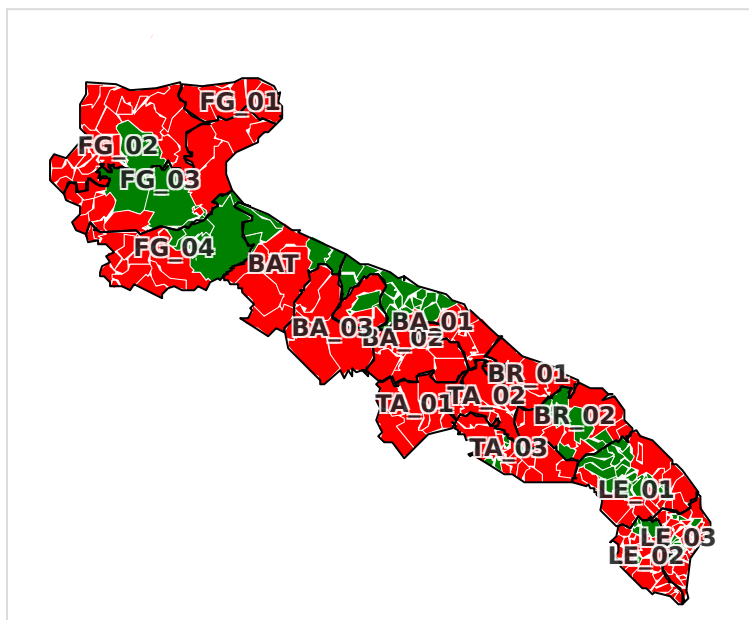 FG_01
FG_02
FG_03
FG_04
BAT
BA_01
BA_03
BA_02
BR_01
TA_02
TA_01
BR_02
TA_03
LE_01
LE_03
LE_02